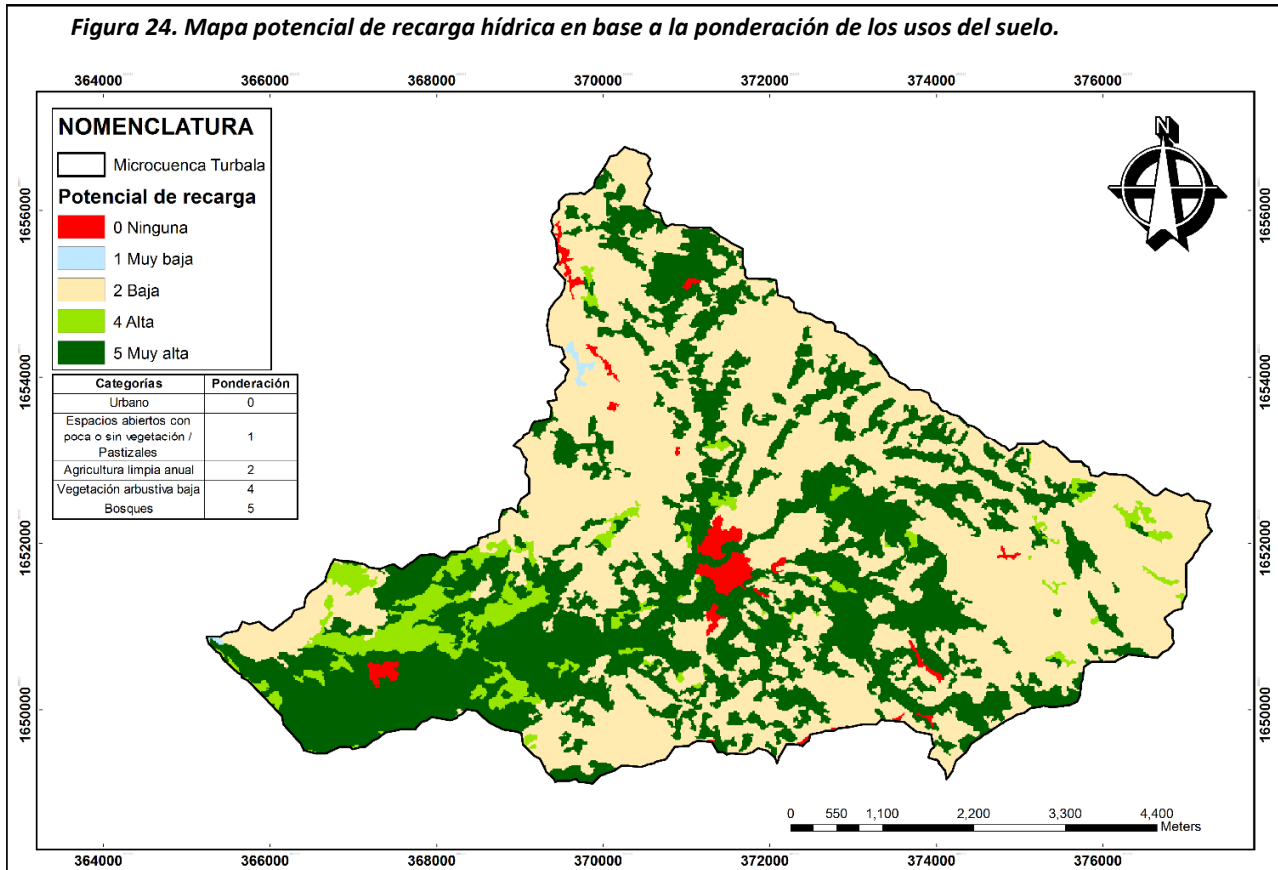 Figura 24. Mapa potencial de recarga hídrica en base a la ponderación de los usos del suelo.
364000 366000 368000 370000 372000 374000 376000
NOMENCLATURA
Microcuenca Turbala
Potencial de recarga
0 Ninguna
1 Muy baja
2 Baja
4 Alta
5 Muy alta
Categorías Ponderación
Urbano 0
Espacios abiertos con
poca o sin vegetación / 1
Pastizales
Agricultura limpia anual 2
Vegetación arbustiva baja 4
Bosques 5
N
1656000
1654000
1652000
1650000
1656000
1654000
1652000
1650000
0 550 1,100 2,200 3,300 4,400
Meters
364000 366000 368000 370000 372000 374000 376000